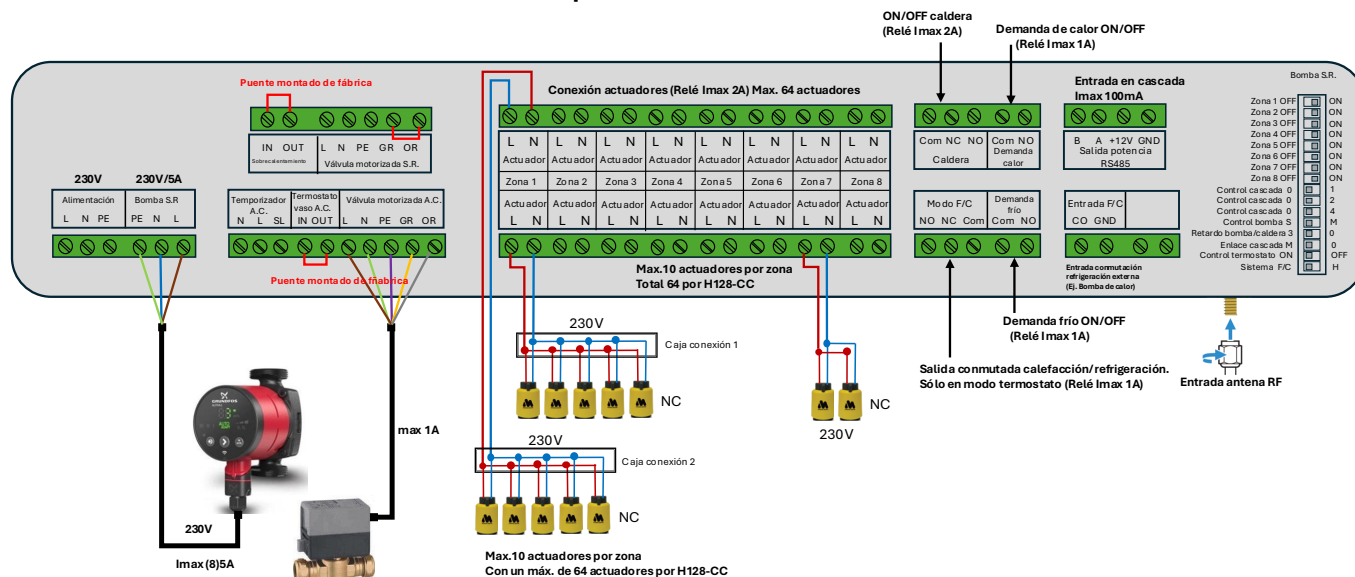 ON/OFF caldera
(Relé Imax 2A)
Demanda de calor ON/OFF
(Relé Imax 1A)
Puente montado de fábrica
Conexión actuadores (Relé Imax 2A) Max. 64 actuadores
Entrada en cascada
Imax 100mA
Bomba S.R.
IN OUT L N PE GR OR
Sobrecalentamiento Válvula motorizada S.R.
L N L N L N L N L N L N L N L N
Actuador Actuador Actuador Actuador Actuador Actuador Actuador Actuador
Zona 1 Zona 2 Zona 3 Zona 4 Zona 5 Zona 6 Zona 7 Zona 8
Actuador Actuador Actuador Actuador Actuador Actuador Actuador Actuador
L N L N L N L N L N L N L N L N
Com NC NO
Caldera
Com NO
Demanda
calor
B A +12V GND
Salida potencia
RS485
Zona 1 OFF ON
Zona 2 OFF ON
Zona 3 OFF ON
Zona 4 OFF ON
Zona 5 OFF ON
Zona 6 OFF ON
Zona 7 OFF ON
Zona 8 OFF ON
Control cascada 0 1
Control cascada 0 2
Control cascada 0 4
Control bomba S M
Retardo bomba/caldera 3 0
Enlace cascada M 0
Control termostato ON OFF
Sistema F/C H
230V 230V/5A
Alimentación Bomba S.R
L N PE PE N L
Temporizador
A.C.
N L SL
Termostato
vaso A.C.
IN OUT
Válvula motorizada A.C.
L N PE GR OR
Modo F/C
NO NC Com
Demanda
frío
Com NO
Entrada F/C
CO GND
Puente montado de fñabrica
Max.10 actuadores por zona
Total 64 por H128-CC
Entrada conmutación
refrigeración externa
(Ej. Bomba de calor)
230V
Caja conexión 1
NC
NC
230V
Demanda frío ON/OFF
(Relé Imax 1A)
Salida conmutada calefacción/refrigeración.
Sólo en modo termostato (Relé Imax 1A)
Entrada antena RF
GRUNDFOS
max 1A
230V
Caja conexión 2
NC
230V
Imax (8)5A
Max.10 actuadores por zona
Con un máx. de 64 actuadores por H128-CC